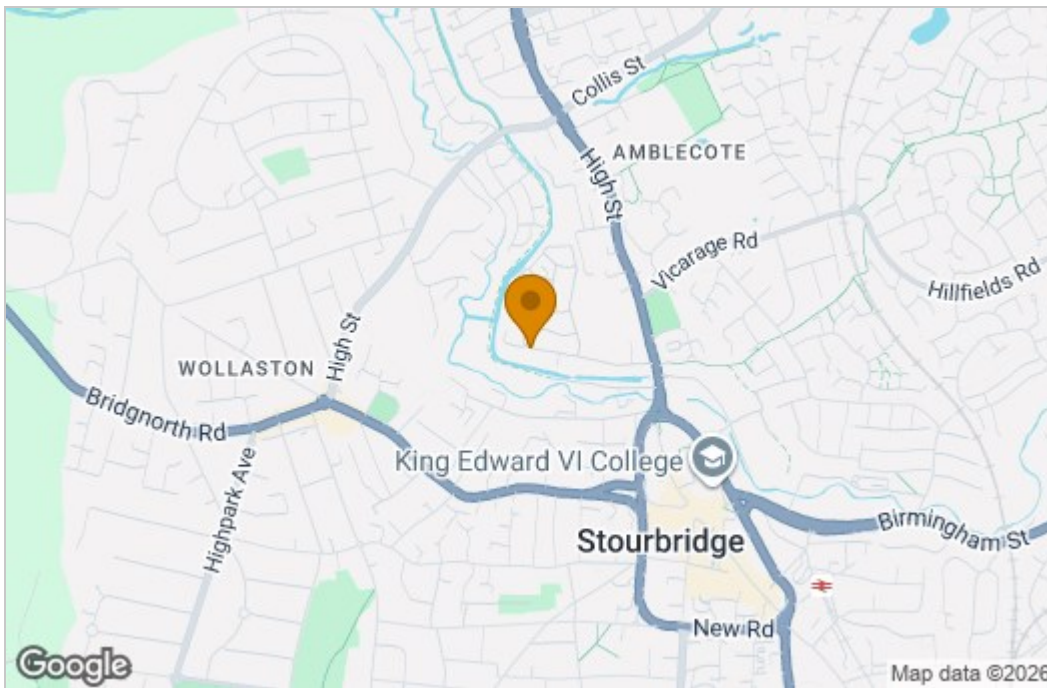 Collis St
AMBLECOTE
High St
Vicarage Rd
Hillfields Rd
High St
WOLLASTON
Bridgnorth Rd
King Edward VI College
Highpark Ave
Birmingham St
Stourbridge
New Rd
Google
Map data ©2026